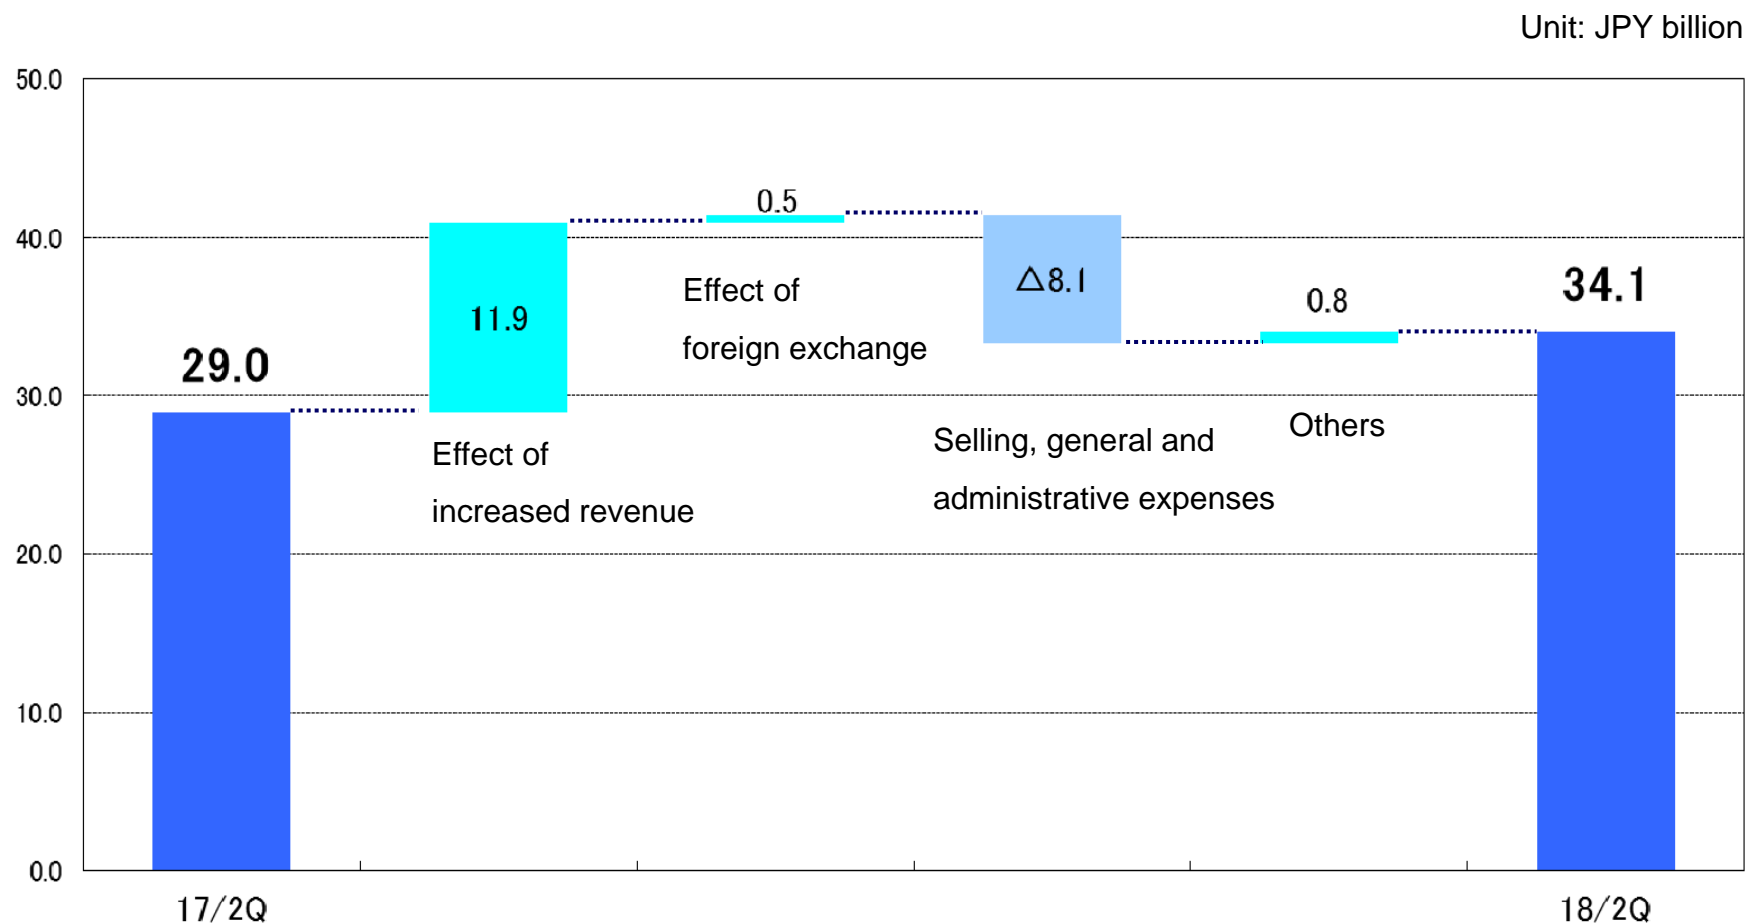 Unit: JPY billion
50.0
40.0
30.0
20.0
10.0
0.0
29.0
11.9
Effect of
increased revenue
0.5
Effect of
foreign exchange
△8.1
Selling, general and
administrative expenses
0.8
Others
34.1
17/2Q
18/2Q